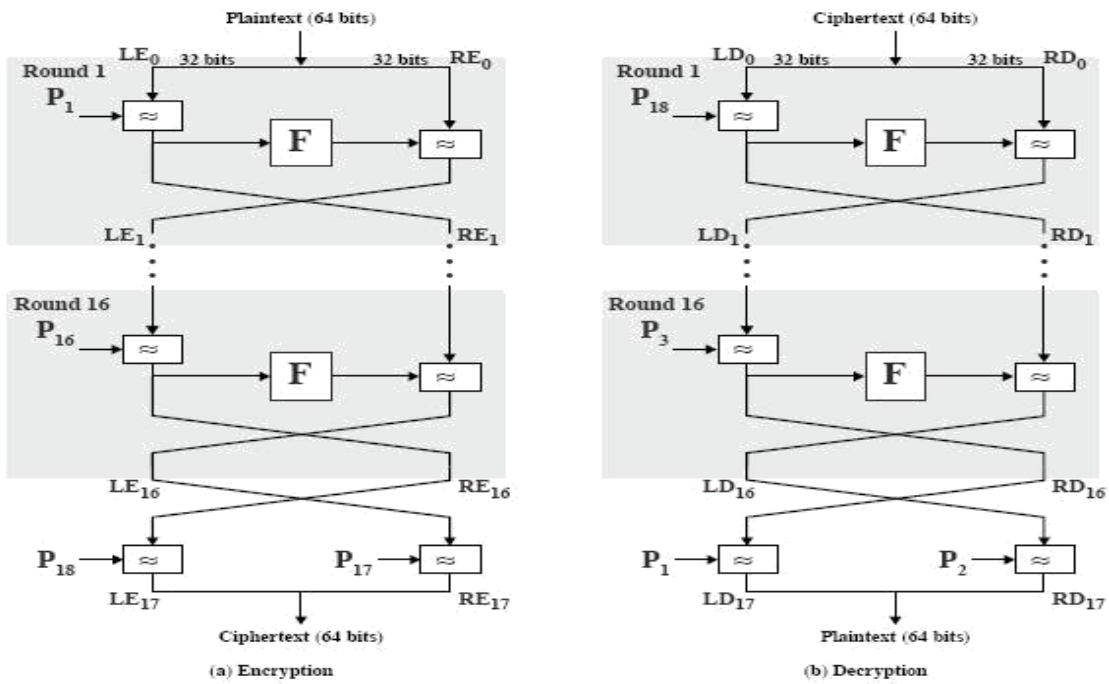 Plaintext (64 bits)
LE0 32 bits 32 bits RE0
Round 1
P1
≈
F
≈
LE1 RE1
Round 16
P16
≈
F
≈
LE16 RE16
P18 ≈ P17 ≈
LE17 RE17
Ciphertext (64 bits)
(a) Encryption
Ciphertext (64 bits)
LD0 32 bits 32 bits RD0
Round 1
P18
≈
F
≈
LD1 RD1
Round 16
P3
≈
F
≈
LD16 RD16
P1 ≈ P2 ≈
LD17 RD17
Plaintext (64 bits)
(b) Decryption